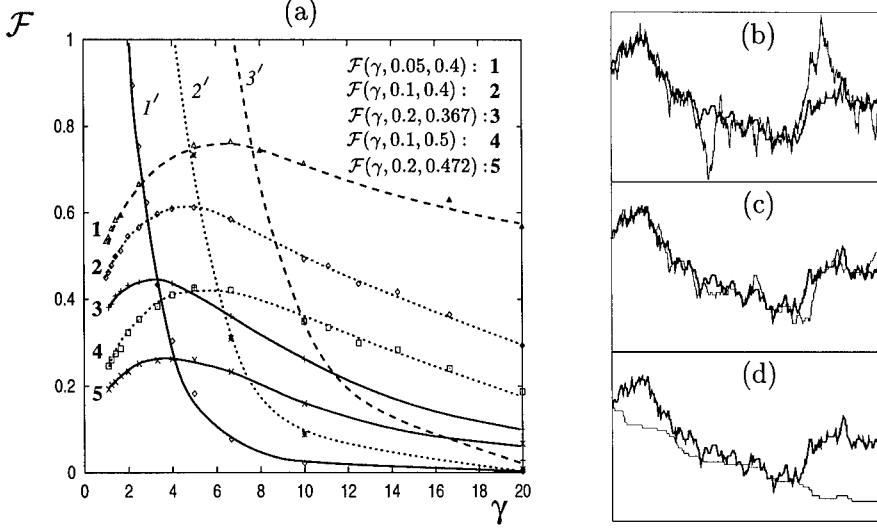 (a)
𝓕
1
0.8
0.6
0.4
0.2
0
0 2 4 6 8 10 12 14 16 18 20
γ
1′ 2′ 3′
𝓕(γ, 0.05, 0.4) : 1
𝓕(γ, 0.1, 0.4) : 2
𝓕(γ, 0.2, 0.367) : 3
𝓕(γ, 0.1, 0.5) : 4
𝓕(γ, 0.2, 0.472) : 5
1
2
3
4
5
(b)
(c)
(d)